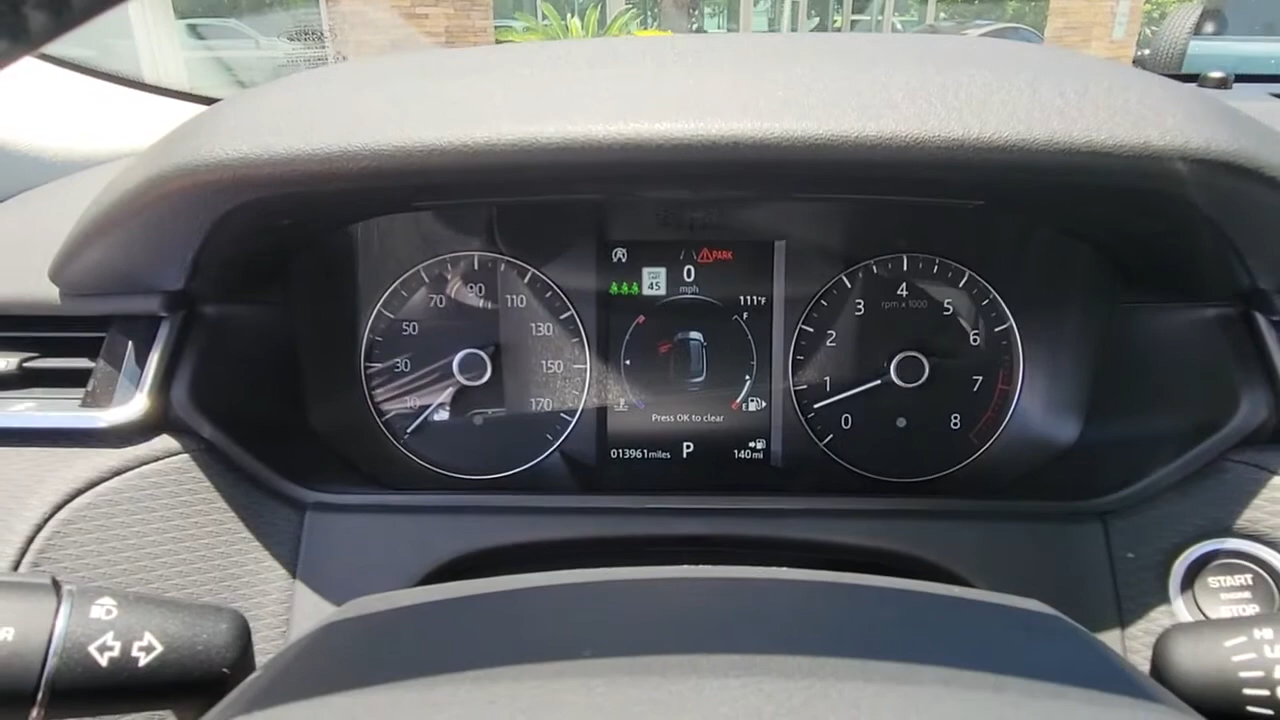 10
30
50
70
90
110
130
150
170
PARK
SPEED
LIMIT
45
0
mph
111°F
F
E
Press OK to clear
013961miles
P
140mi
0
1
2
3
4
5
6
7
8
rpm x 1000
R
START
ENGINE
STOP
HI